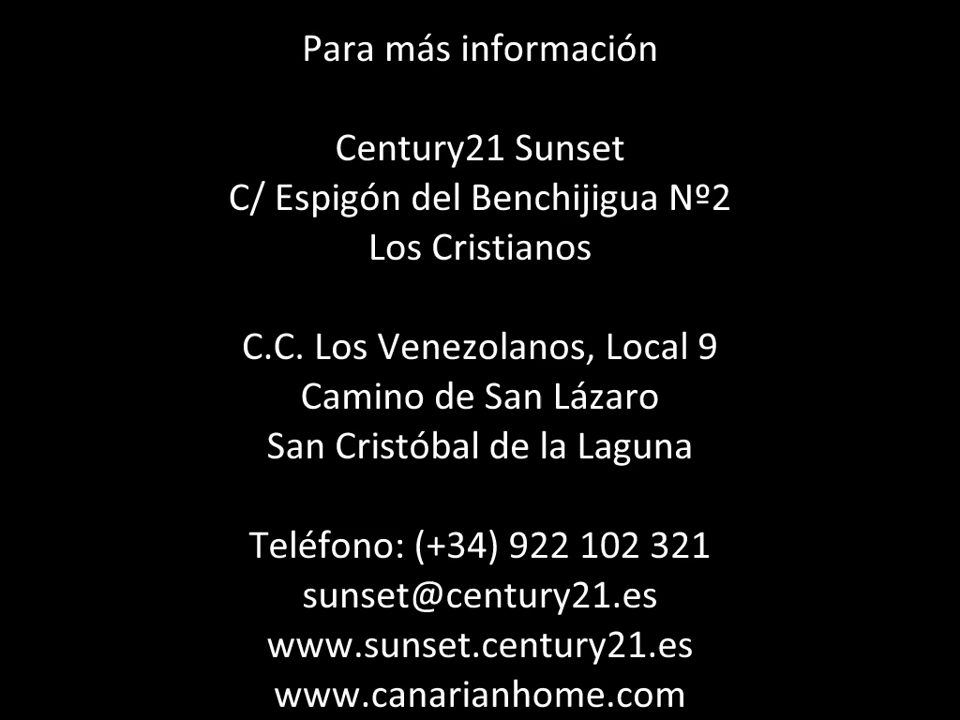 Para más información
Century21 Sunset
C/ Espigón del Benchijigua Nº2
Los Cristianos
C.C. Los Venezolanos, Local 9
Camino de San Lázaro
San Cristóbal de la Laguna
Teléfono: (+34) 922 102 321
sunset@century21.es
www.sunset.century21.es
www.canarianhome.com